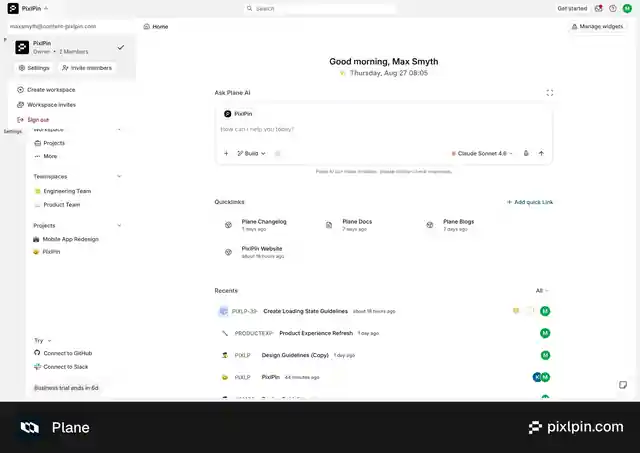 PixlPin
Search
Get started
M
maxsmyth@content-pixlpin.com
Home
Manage widgets
PixlPin
Owner • 2 Members
Settings
Invite members
Create workspace
Workspace invites
Sign out
Settings
Workspace
Projects
More
Teamspaces
Engineering Team
Product Team
Projects
Mobile App Redesign
PixlPin
Try
Connect to GitHub
Connect to Slack
Business trial ends in 6d
Good morning, Max Smyth
Thursday, Aug 27 08:05
Ask Plane AI
PixlPin
How can I help you today?
Build
Claude Sonnet 4.6
Quicklinks
Add quick Link
Plane Changelog
7 days ago
Plane Docs
7 days ago
Plane Blogs
7 days ago
PixlPin Website
about 18 hours ago
Recents
All
Create Loading State Guidelines about 18 hours ago
M
Product Experience Refresh 1 day ago
M
PIXLP Design Guidelines (Copy) 1 day ago
M
PIXLP PixlPin 44 minutes ago
M
Plane
pixlpin.com